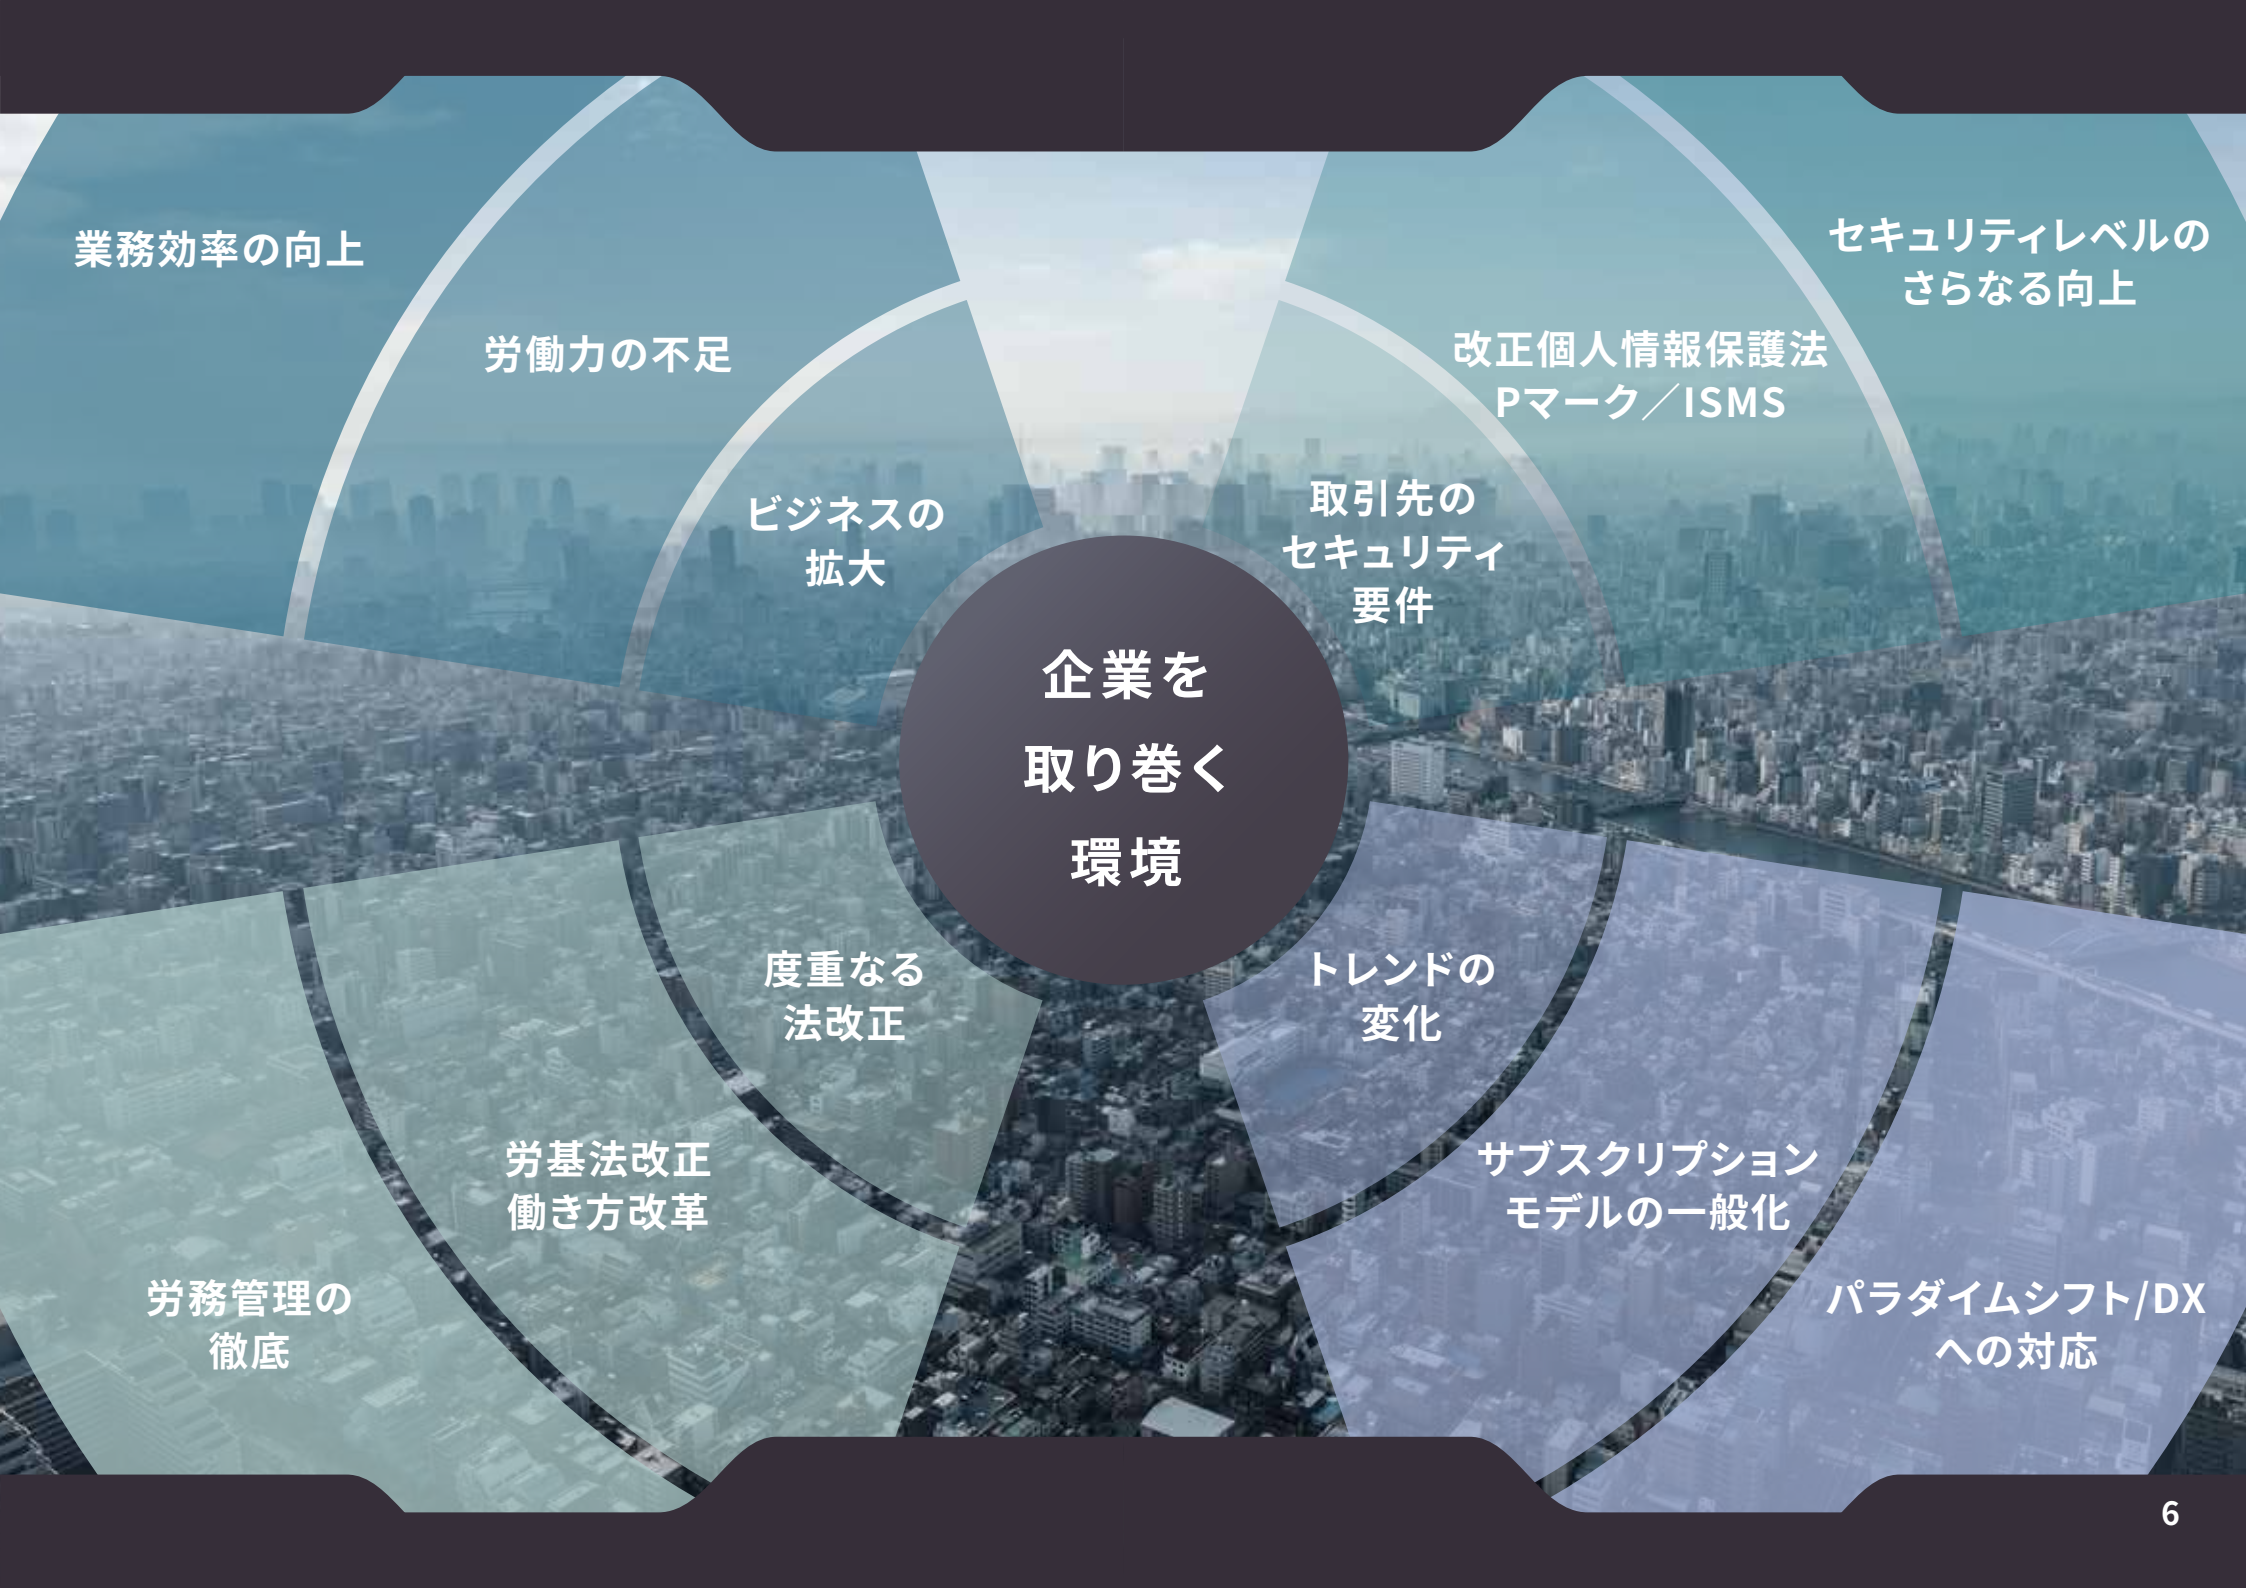 業務効率の向上
労働力の不足
ビジネスの
拡大
セキュリティレベルの
さらなる向上
改正個人情報保護法
Pマーク／ISMS
取引先の
セキュリティ
要件
企業を
取り巻く
環境
度重なる
法改正
労基法改正
働き方改革
労務管理の
徹底
トレンドの
変化
サブスクリプション
モデルの一般化
パラダイムシフト/DX
への対応
6